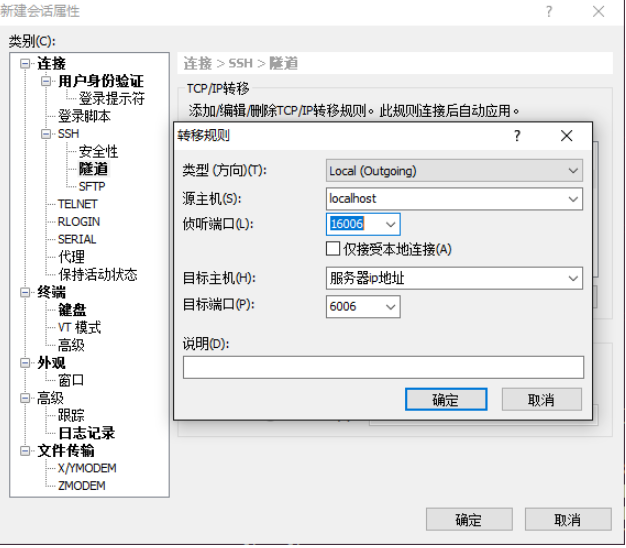 新建会话属性
?
×
类别(C):
连接
用户身份验证
登录提示符
登录脚本
SSH
安全性
隧道
SFTP
TELNET
RLOGIN
SERIAL
代理
保持活动状态
终端
键盘
VT 模式
高级
外观
窗口
高级
跟踪
日志记录
文件传输
X/YMODEM
ZMODEM
连接 > SSH > 隧道
TCP/IP转移
添加/编辑/删除TCP/IP转移规则。此规则连接后自动应用。
转移规则
?
×
类型 (方向)(T):
Local (Outgoing)
源主机(S):
localhost
侦听端口(L):
16006
仅接受本地连接(A)
目标主机(H):
服务器ip地址
目标端口(P):
6006
说明(D):
确定
取消
确定
取消